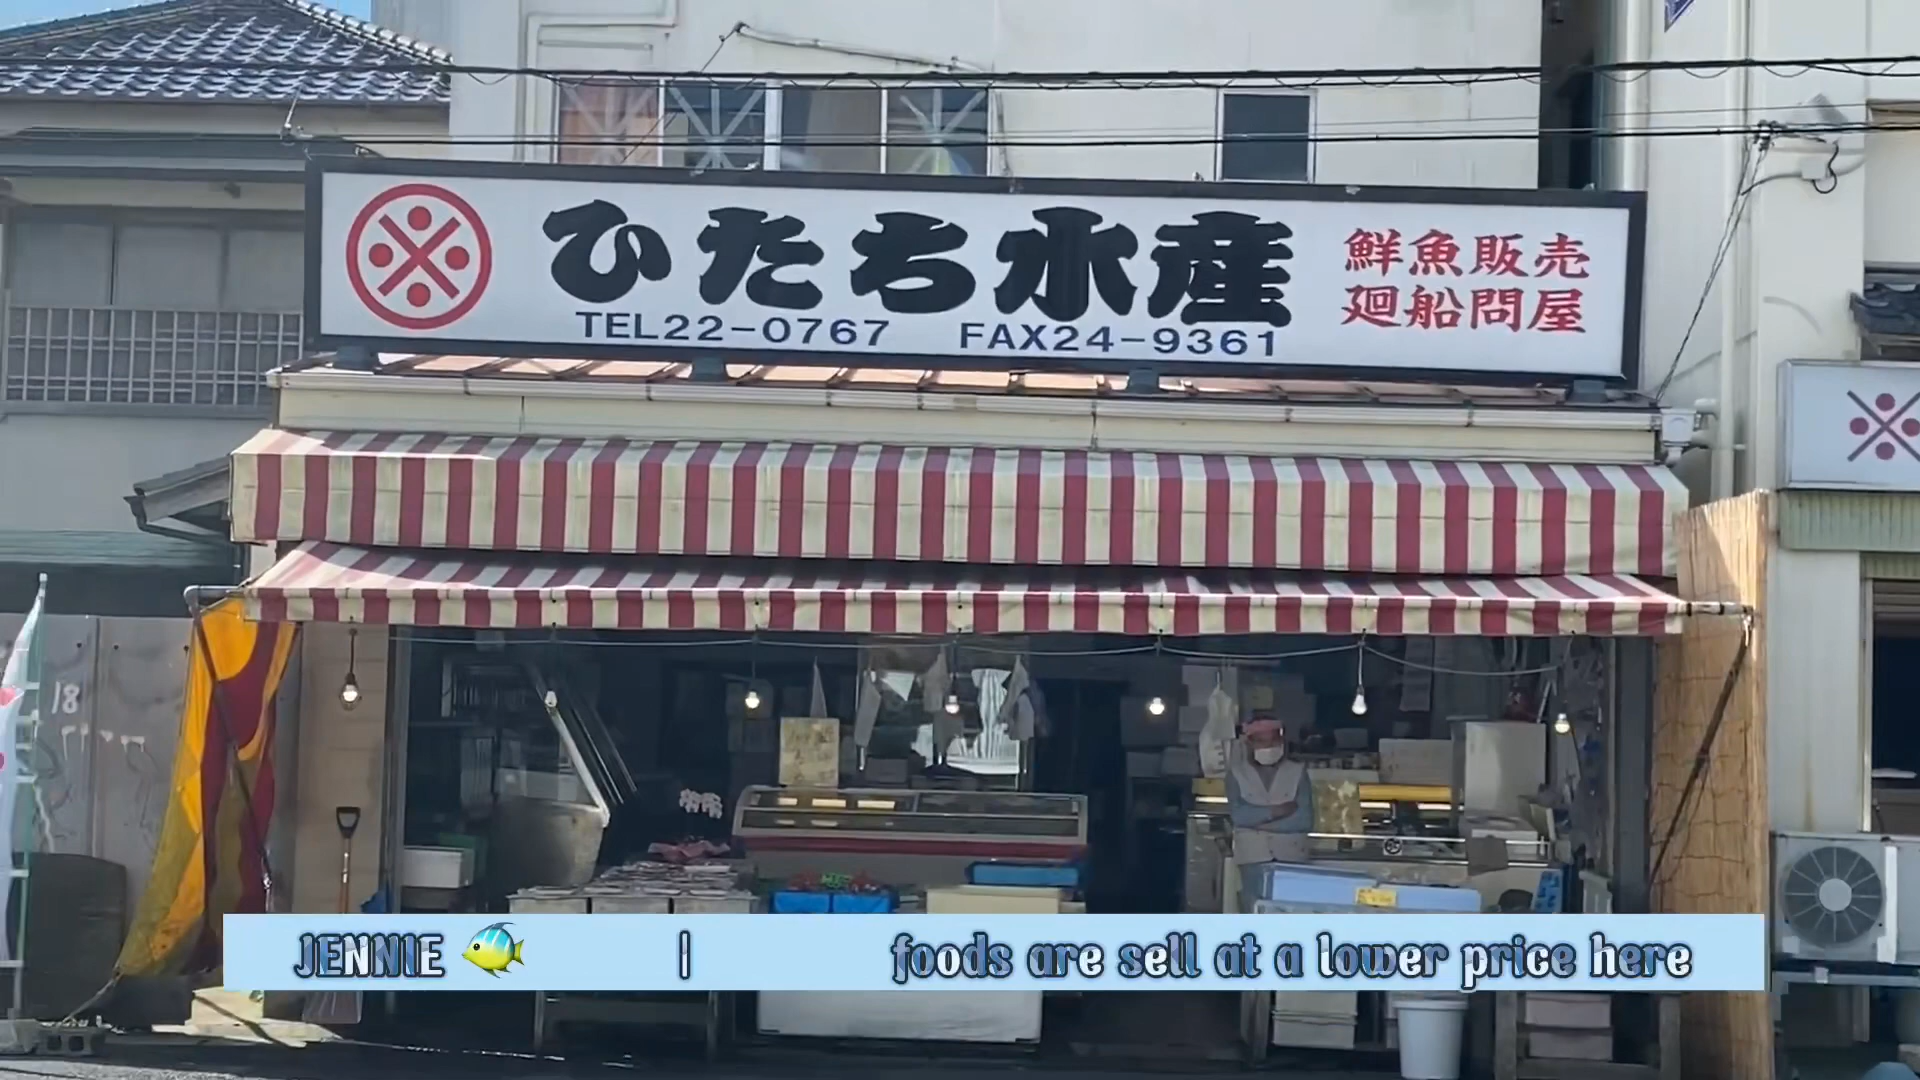 ひたち水産
TEL22-0767 FAX24-9361
鮮魚販売
廻船問屋
18
JENNIE 🐠 | foods are sell at a lower price here